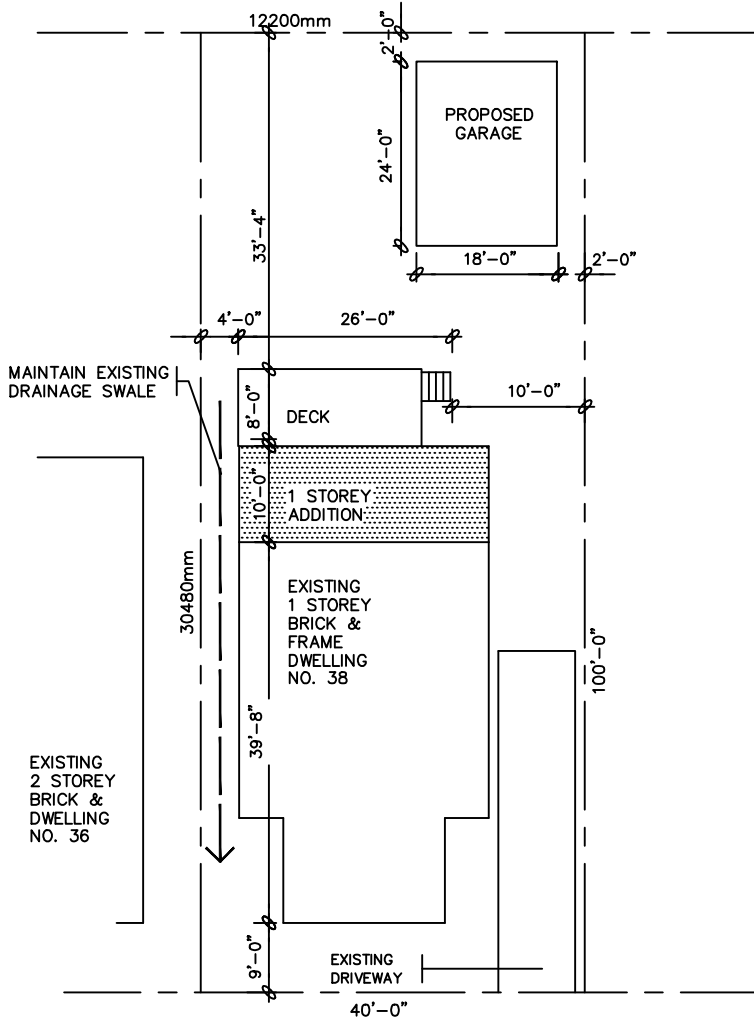 12200mm
2'-0"
PROPOSED
GARAGE
24'-0"
18'-0"
2'-0"
33'-4"
4'-0"
26'-0"
MAINTAIN EXISTING
DRAINAGE SWALE
10'-0"
8'-0"
DECK
10'-0"
1 STOREY
ADDITION
30480mm
EXISTING
1 STOREY
BRICK &
FRAME
DWELLING
NO. 38
100'-0"
39'-8"
EXISTING
2 STOREY
BRICK &
DWELLING
NO. 36
9'-0"
EXISTING
DRIVEWAY
40'-0"